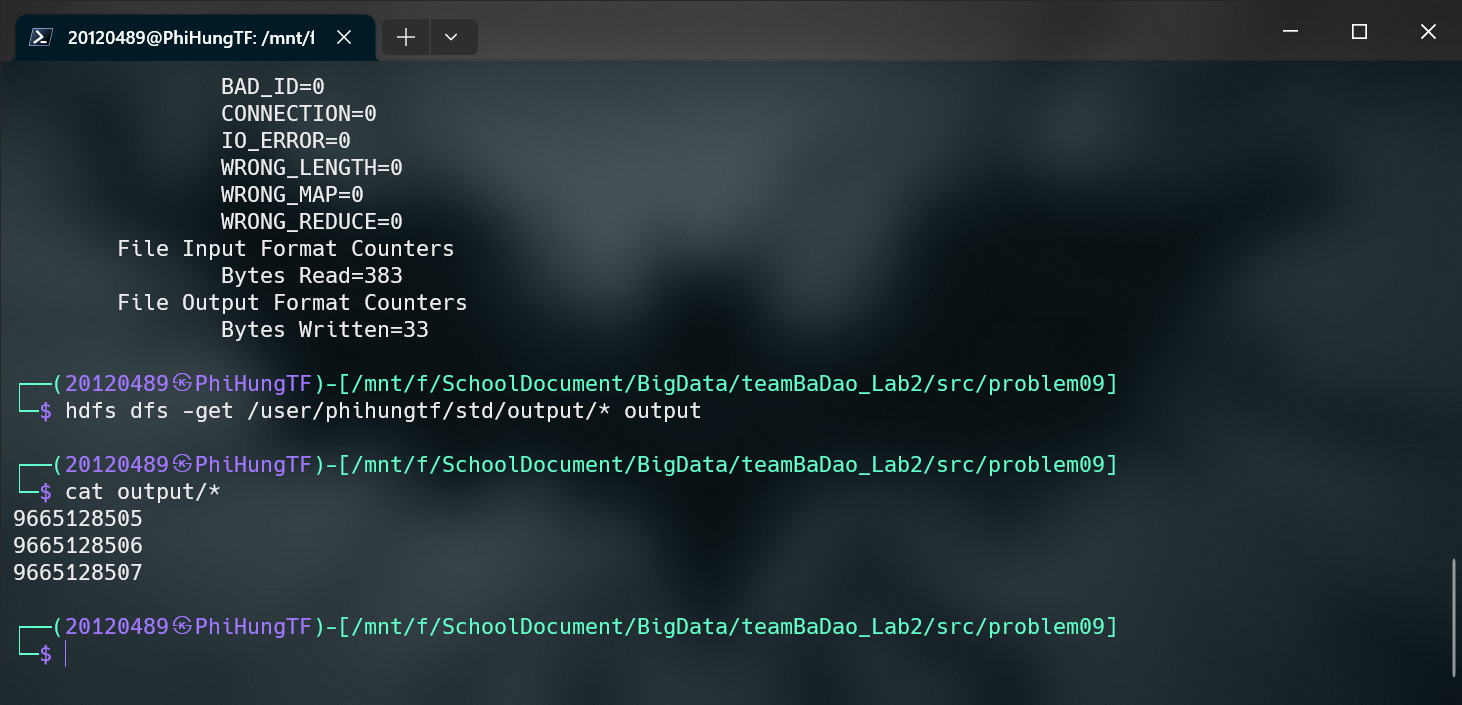 20120489@PhiHungTF: /mnt/f
BAD_ID=0
CONNECTION=0
IO_ERROR=0
WRONG_LENGTH=0
WRONG_MAP=0
WRONG_REDUCE=0
File Input Format Counters
Bytes Read=383
File Output Format Counters
Bytes Written=33
┌──(20120489㉿PhiHungTF)-[/mnt/f/SchoolDocument/BigData/teamBaDao_Lab2/src/problem09]
└─$ hdfs dfs -get /user/phihungtf/std/output/* output
┌──(20120489㉿PhiHungTF)-[/mnt/f/SchoolDocument/BigData/teamBaDao_Lab2/src/problem09]
└─$ cat output/*
9665128505
9665128506
9665128507
┌──(20120489㉿PhiHungTF)-[/mnt/f/SchoolDocument/BigData/teamBaDao_Lab2/src/problem09]
└─$